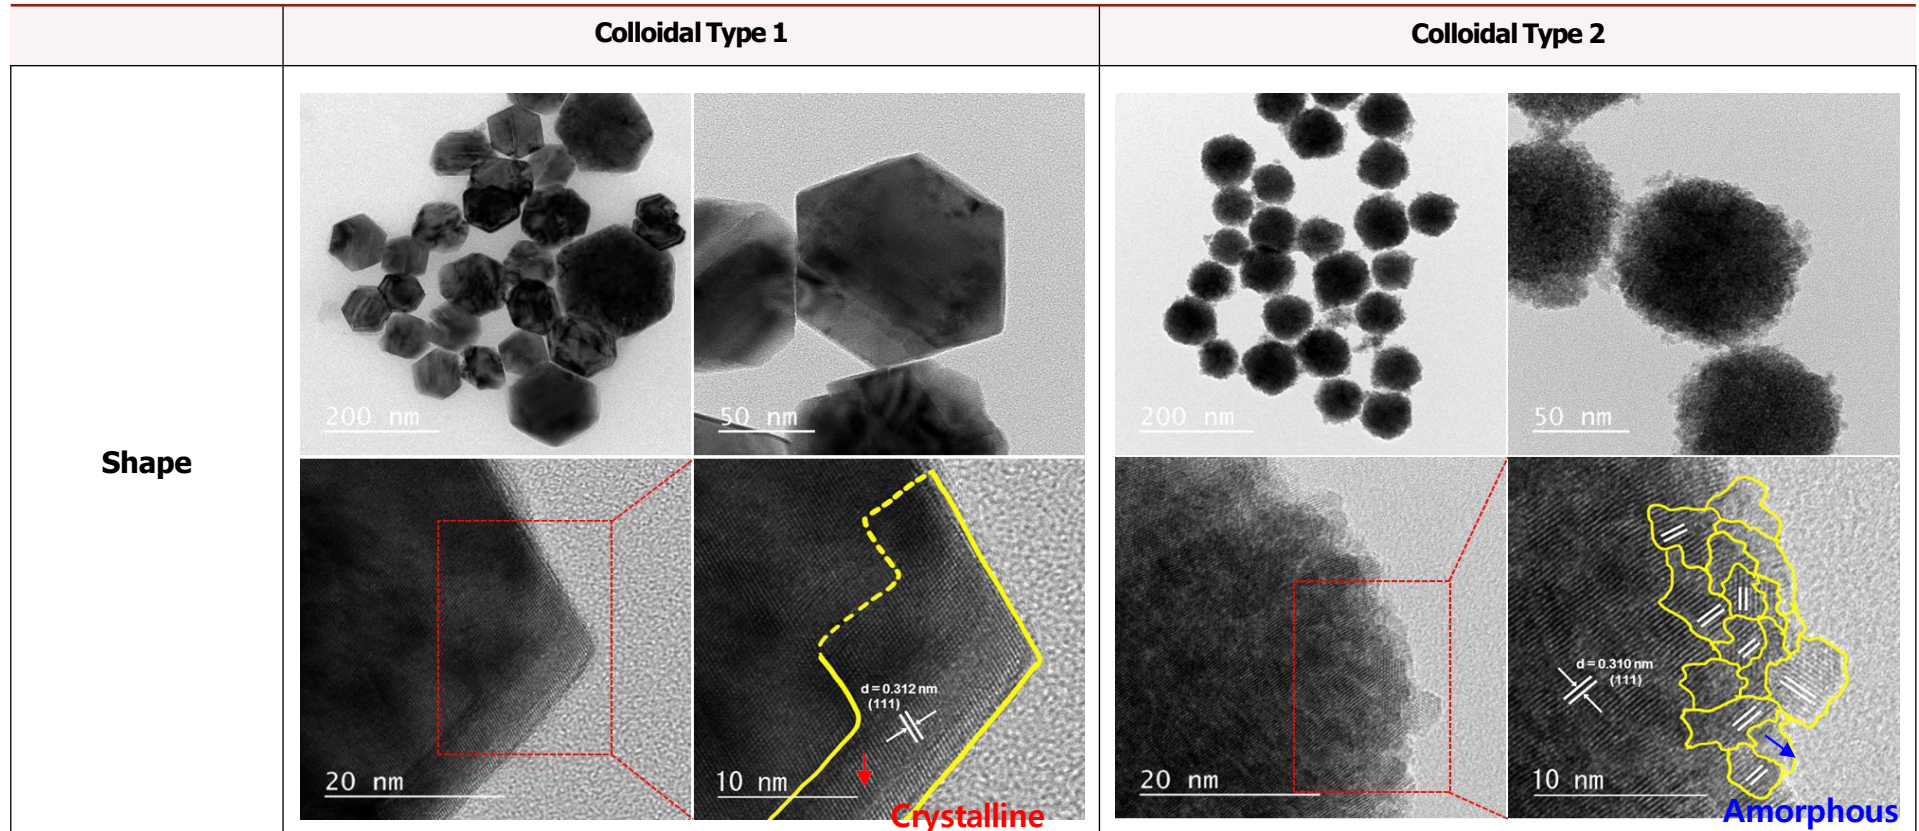 Colloidal Type 1
Colloidal Type 2
Shape
200 nm
50 nm
200 nm
50 nm
20 nm
d = 0.312 nm
(111)
10 nm
Crystalline
20 nm
d = 0.310 nm
(111)
10 nm
Amorphous